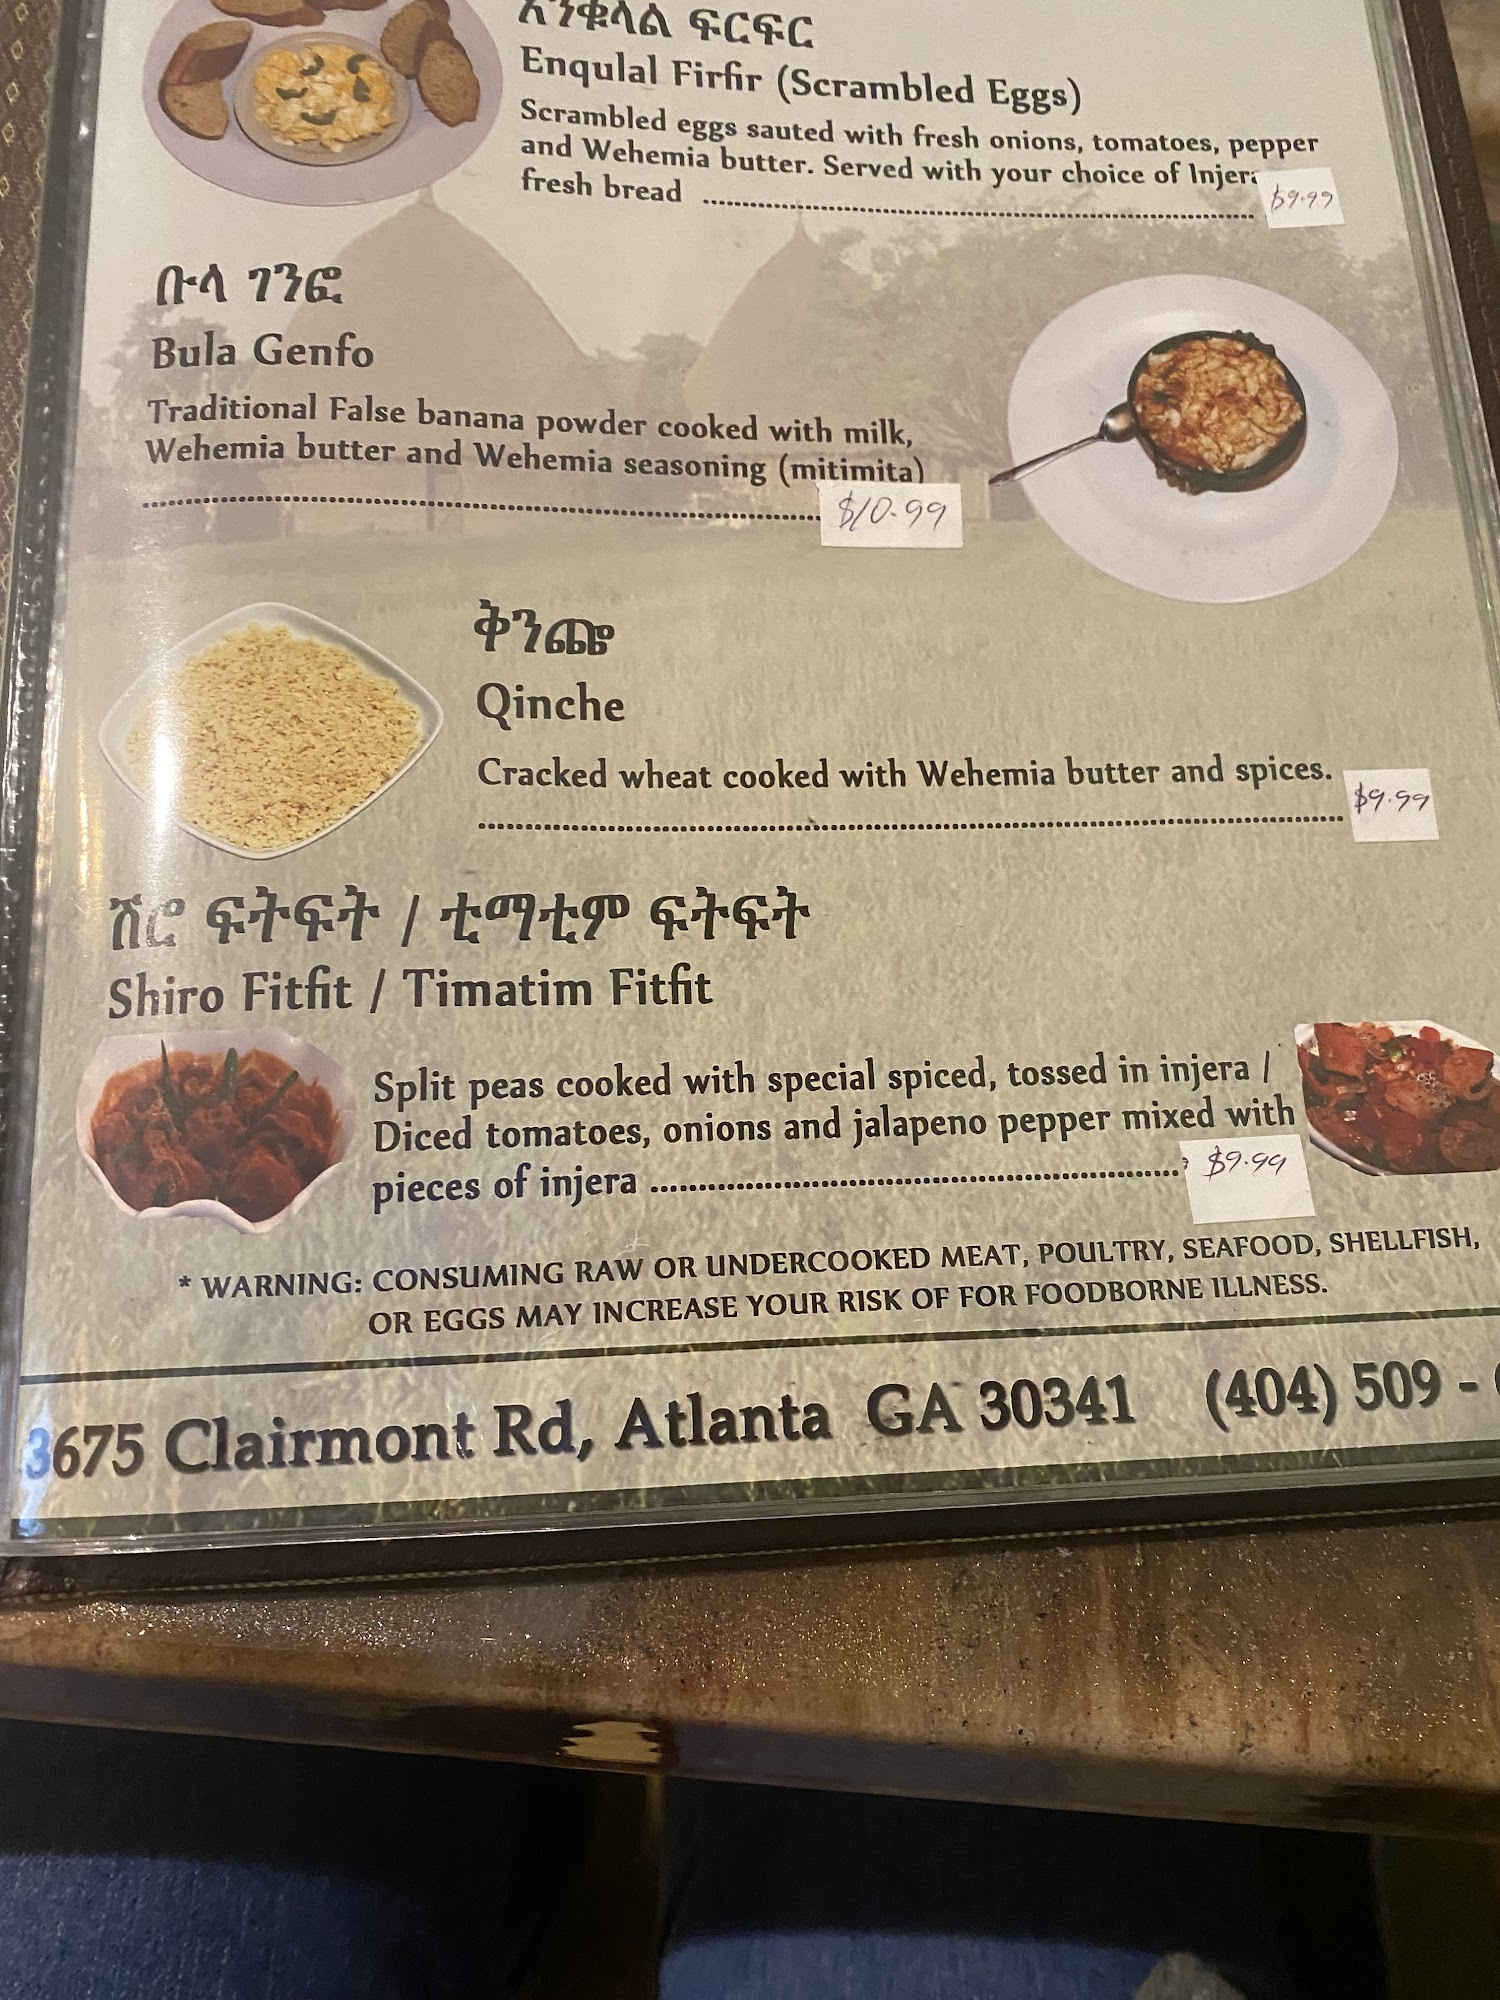 እንቁላል ፍርፍር
Enqulal Firfir (Scrambled Eggs)
Scrambled eggs sauted with fresh onions, tomatoes, pepper
and Wehemia butter. Served with your choice of
fresh bread ........ $9.99
ቡላ ገንፎ
Bula Genfo
Traditional False banana powder cooked with milk,
Wehemia butter and Wehemia seasoning (mitimita)
........ $10.99
ቅንጬ
Qinche
Cracked wheat cooked with Wehemia butter and spices.
........ $9.99
ሽሮ ፍትፍት / ቲማቲም ፍትፍት
Shiro Fitfit / Timatim Fitfit
Split peas cooked with special spiced, tossed in injera /
Diced tomatoes, onions and jalapeno pepper mixed with
pieces of injera ........ $9.99
* WARNING: CONSUMING RAW OR UNDERCOOKED MEAT, POULTRY, SEAFOOD, SHELLFISH,
OR EGGS MAY INCREASE YOUR RISK OF FOR FOODBORNE ILLNESS.
3675 Clairmont Rd, Atlanta GA 30341 (404) 509 -